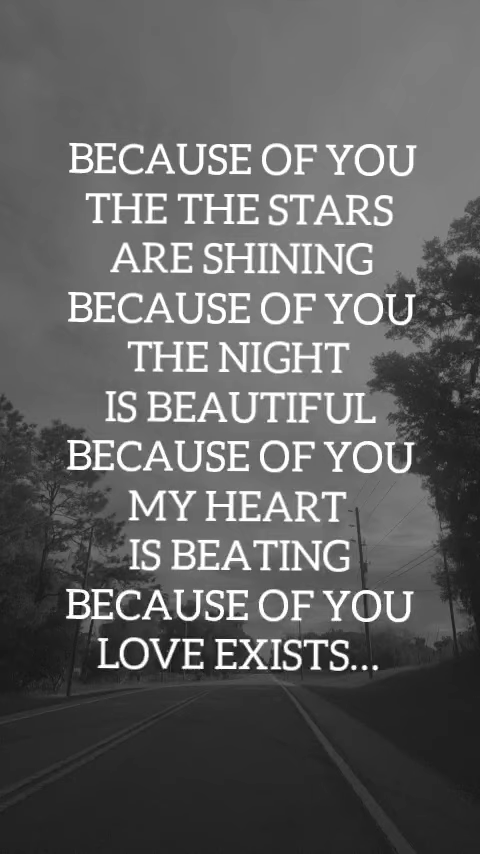 BECAUSE OF YOU
THE THE STARS
ARE SHINING
BECAUSE OF YOU
THE NIGHT
IS BEAUTIFUL
BECAUSE OF YOU
MY HEART
IS BEATING
BECAUSE OF YOU
LOVE EXISTS...